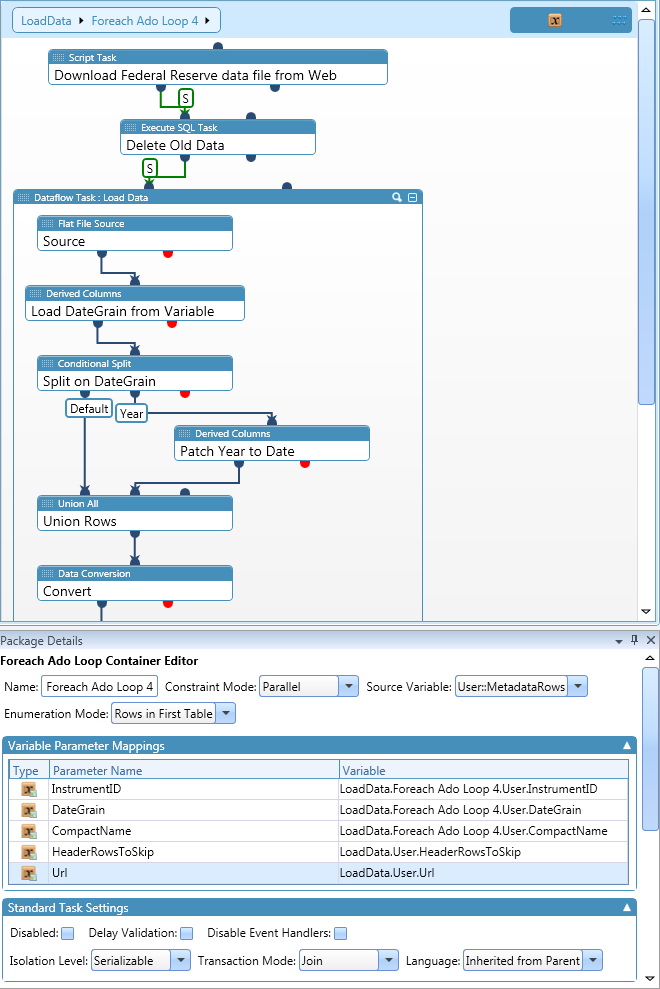 LoadData ▸ Foreach Ado Loop 4 ▸
Script Task
Download Federal Reserve data file from Web
S
Execute SQL Task
Delete Old Data
S
Dataflow Task : Load Data
Flat File Source
Source
Derived Columns
Load DateGrain from Variable
Conditional Split
Split on DateGrain
Default Year
Derived Columns
Patch Year to Date
Union All
Union Rows
Data Conversion
Convert
Package Details
Foreach Ado Loop Container Editor
Name: Foreach Ado Loop 4 Constraint Mode: Parallel Source Variable: User::MetadataRows
Enumeration Mode: Rows in First Table
Variable Parameter Mappings
Type Parameter Name Variable
InstrumentID LoadData.Foreach Ado Loop 4.User.InstrumentID
DateGrain LoadData.Foreach Ado Loop 4.User.DateGrain
CompactName LoadData.Foreach Ado Loop 4.User.CompactName
HeaderRowsToSkip LoadData.User.HeaderRowsToSkip
Url LoadData.User.Url
Standard Task Settings
Disabled: Delay Validation: Disable Event Handlers:
Isolation Level: Serializable Transaction Mode: Join Language: Inherited from Parent